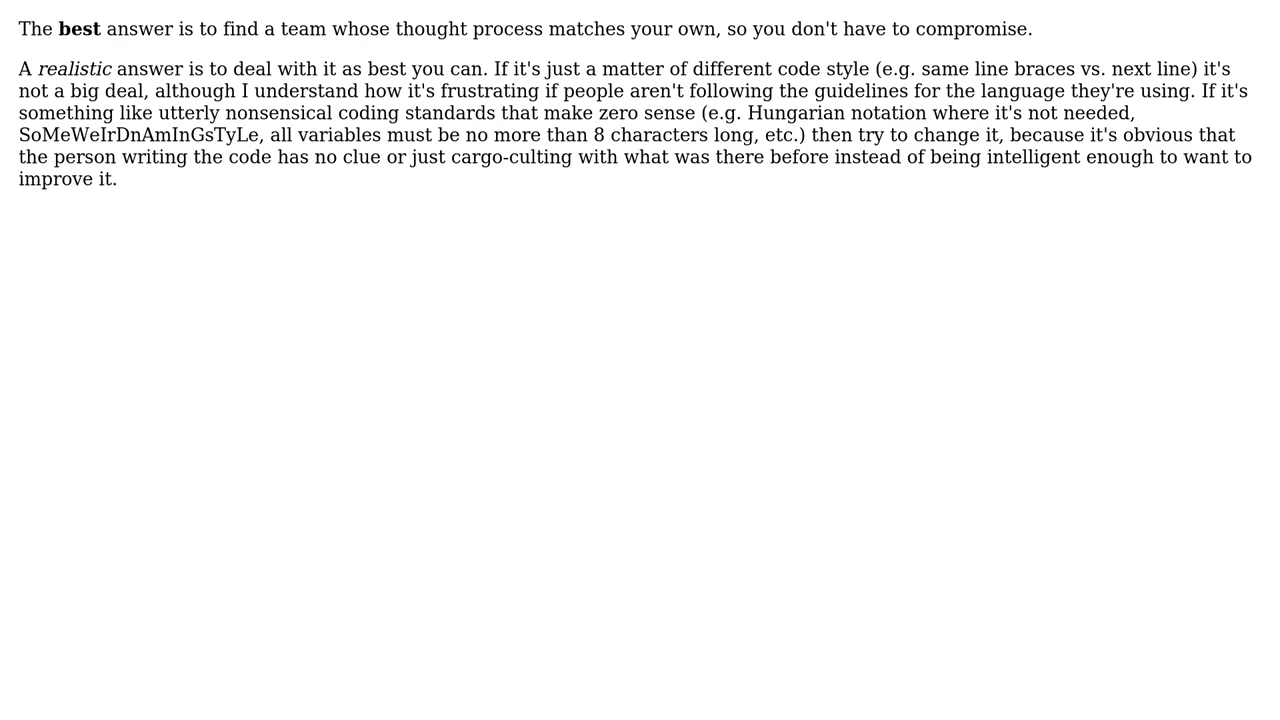 The best answer is to find a team whose thought process matches your own, so you don't have to compromise.
A realistic answer is to deal with it as best you can. If it's just a matter of different code style (e.g. same line braces vs. next line) it's
not a big deal, although I understand how it's frustrating if people aren't following the guidelines for the language they're using. If it's
something like utterly nonsensical coding standards that make zero sense (e.g. Hungarian notation where it's not needed,
SoMeWeIrDnAmInGsTyLe, all variables must be no more than 8 characters long, etc.) then try to change it, because it's obvious that
the person writing the code has no clue or just cargo-culting with what was there before instead of being intelligent enough to want to
improve it.